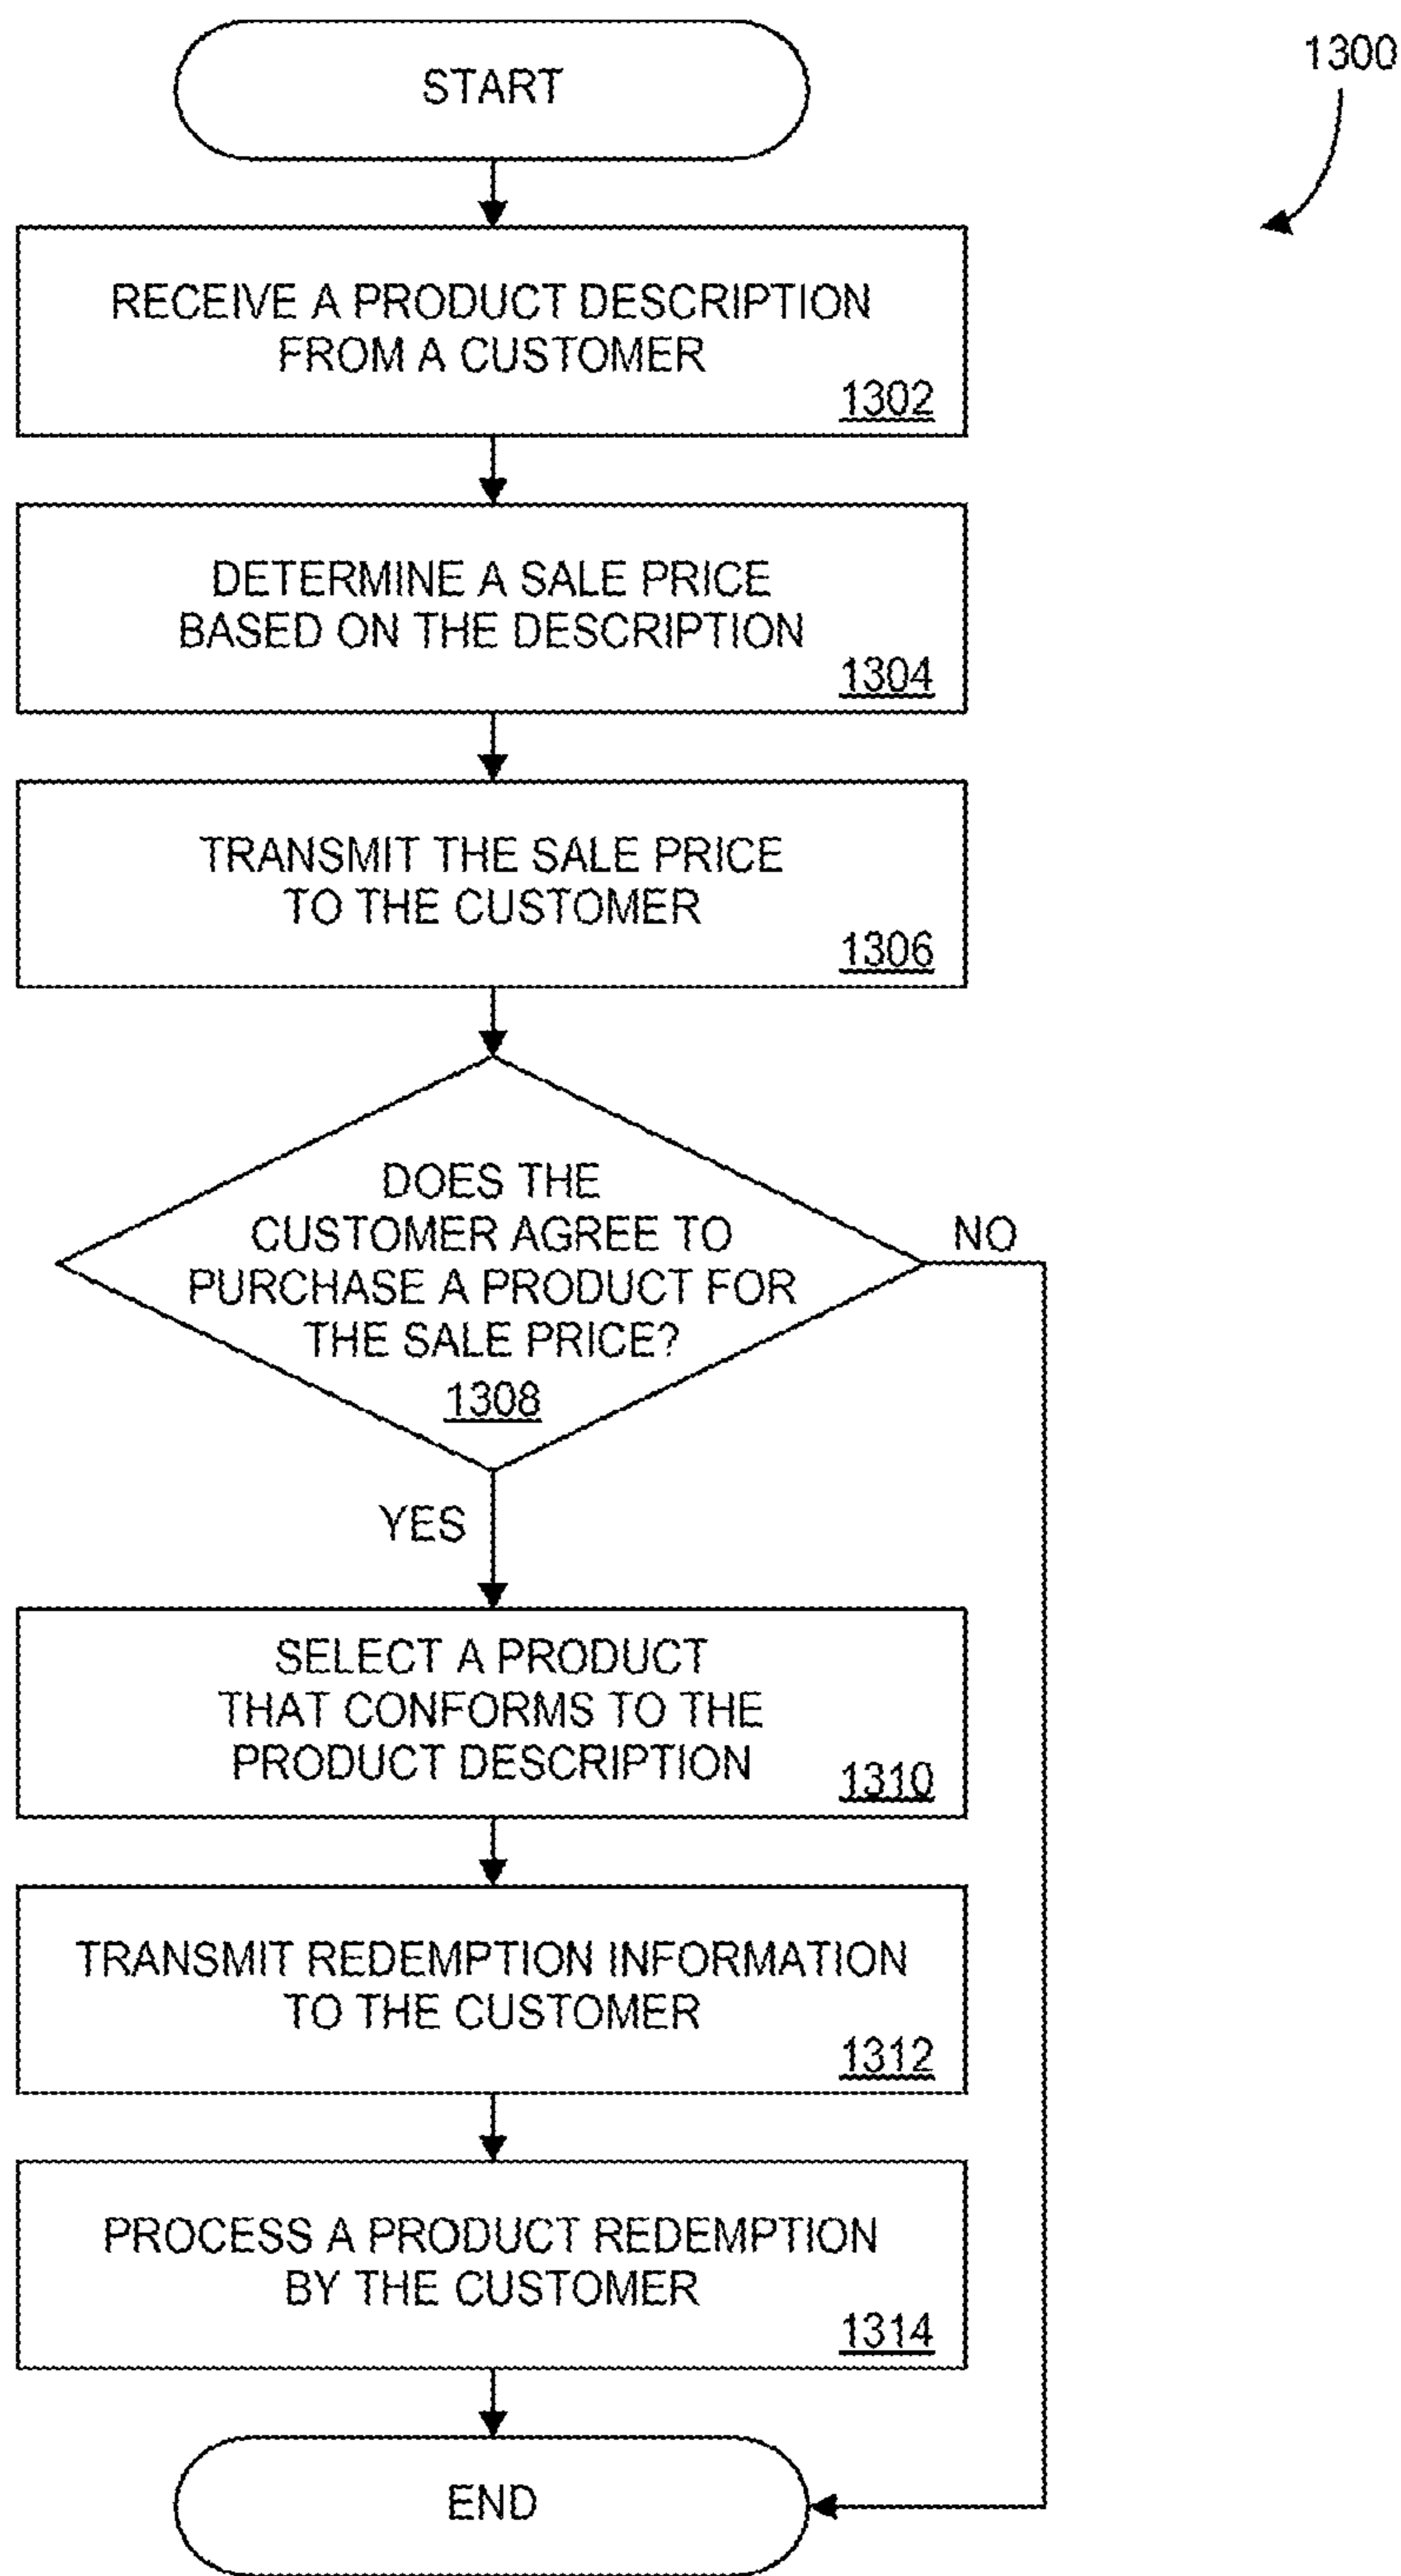 START
1300
RECEIVE A PRODUCT DESCRIPTION
FROM A CUSTOMER
1302
DETERMINE A SALE PRICE
BASED ON THE DESCRIPTION
1304
TRANSMIT THE SALE PRICE
TO THE CUSTOMER
1306
DOES THE
CUSTOMER AGREE TO
PURCHASE A PRODUCT FOR
THE SALE PRICE?
1308
NO
YES
SELECT A PRODUCT
THAT CONFORMS TO THE
PRODUCT DESCRIPTION
1310
TRANSMIT REDEMPTION INFORMATION
TO THE CUSTOMER
1312
PROCESS A PRODUCT REDEMPTION
BY THE CUSTOMER
1314
END